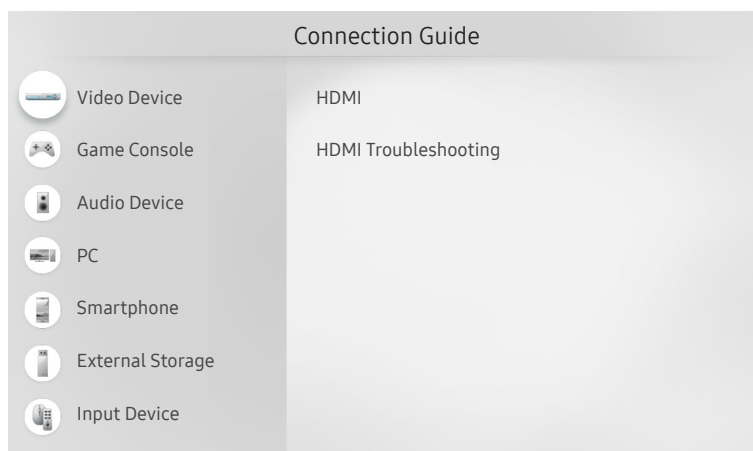 Connection Guide
Video Device
Game Console
Audio Device
PC
Smartphone
External Storage
Input Device
HDMI
HDMI Troubleshooting